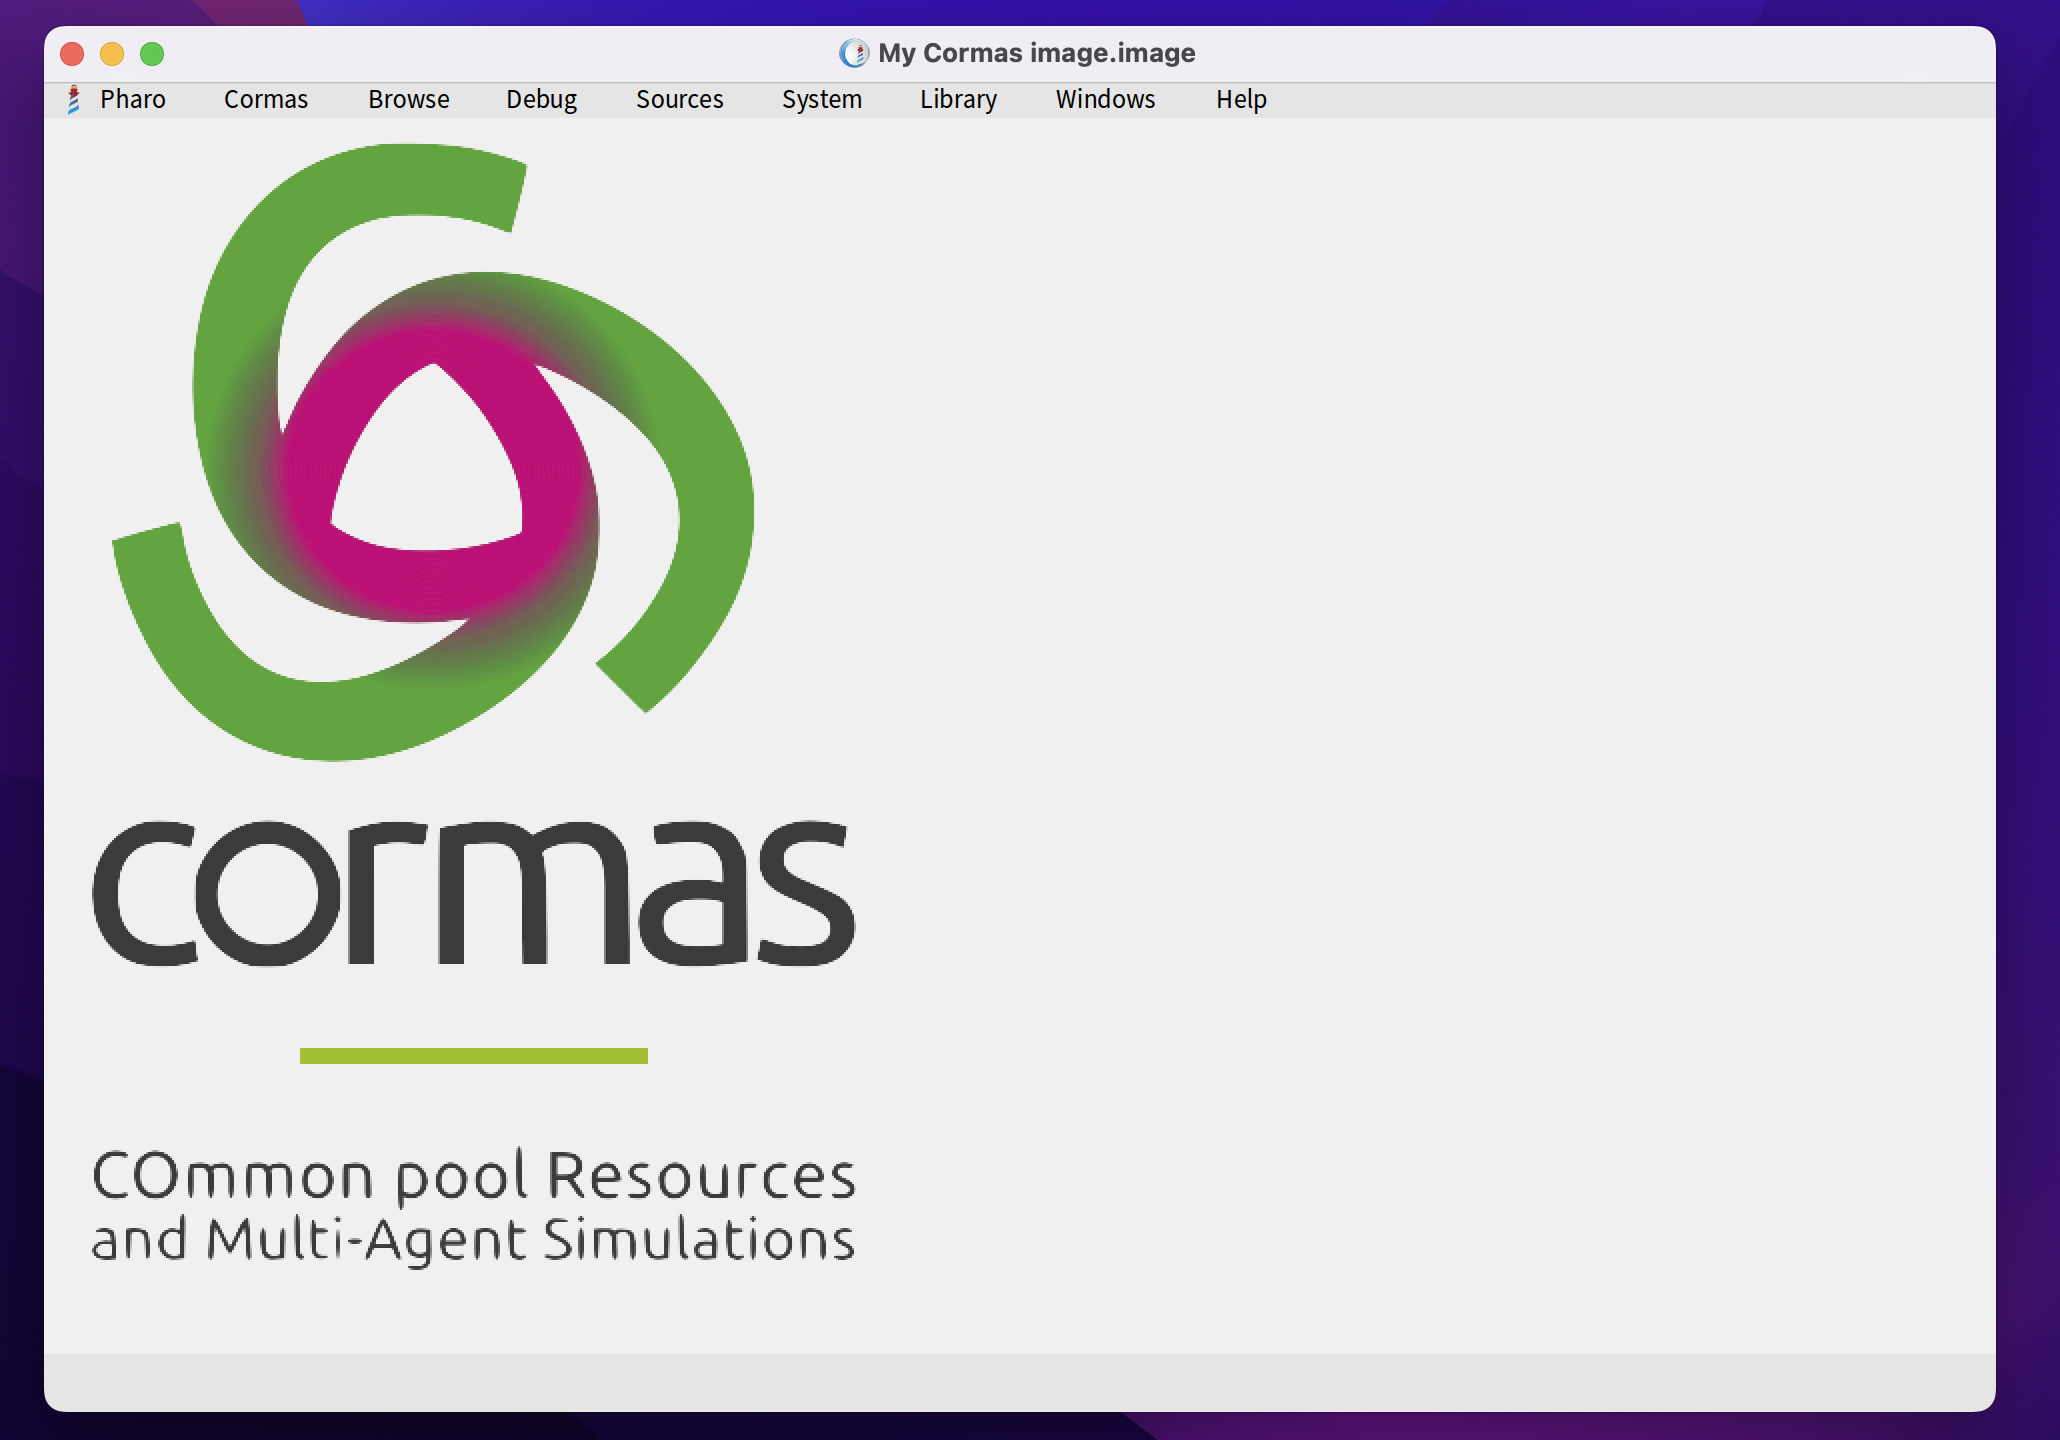 My Cormas image.image
Pharo Cormas Browse Debug Sources System Library Windows Help
cormas
COmmon pool Resources
and Multi-Agent Simulations